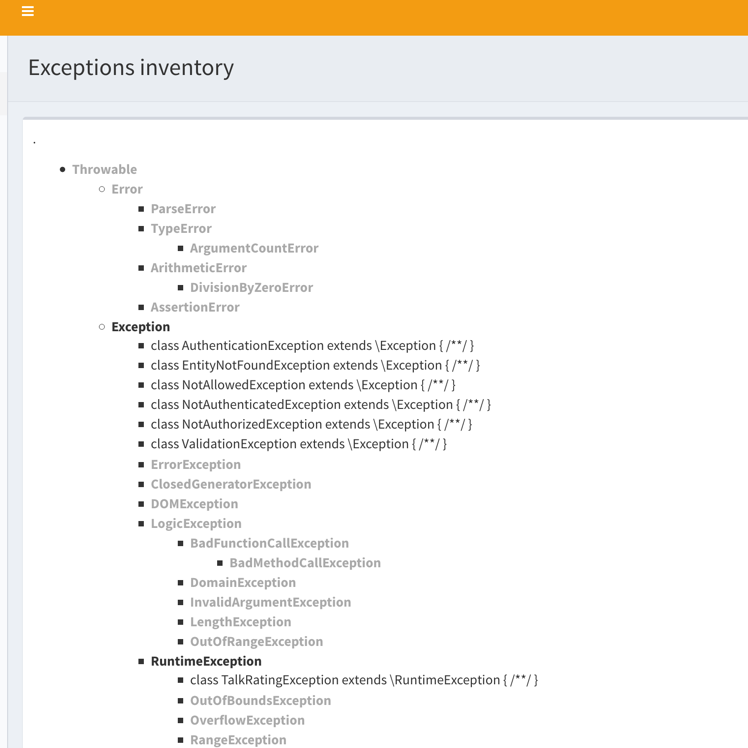 Exceptions inventory
.
Throwable
Error
ParseError
TypeError
ArgumentCountError
ArithmeticError
DivisionByZeroError
AssertionError
Exception
class AuthenticationException extends \Exception { /**/ }
class EntityNotFoundException extends \Exception { /**/ }
class NotAllowedException extends \Exception { /**/ }
class NotAuthenticatedException extends \Exception { /**/ }
class NotAuthorizedException extends \Exception { /**/ }
class ValidationException extends \Exception { /**/ }
ErrorException
ClosedGeneratorException
DOMException
LogicException
BadFunctionCallException
BadMethodCallException
DomainException
InvalidArgumentException
LengthException
OutOfRangeException
RuntimeException
class TalkRatingException extends \RuntimeException { /**/ }
OutOfBoundsException
OverflowException
RangeException